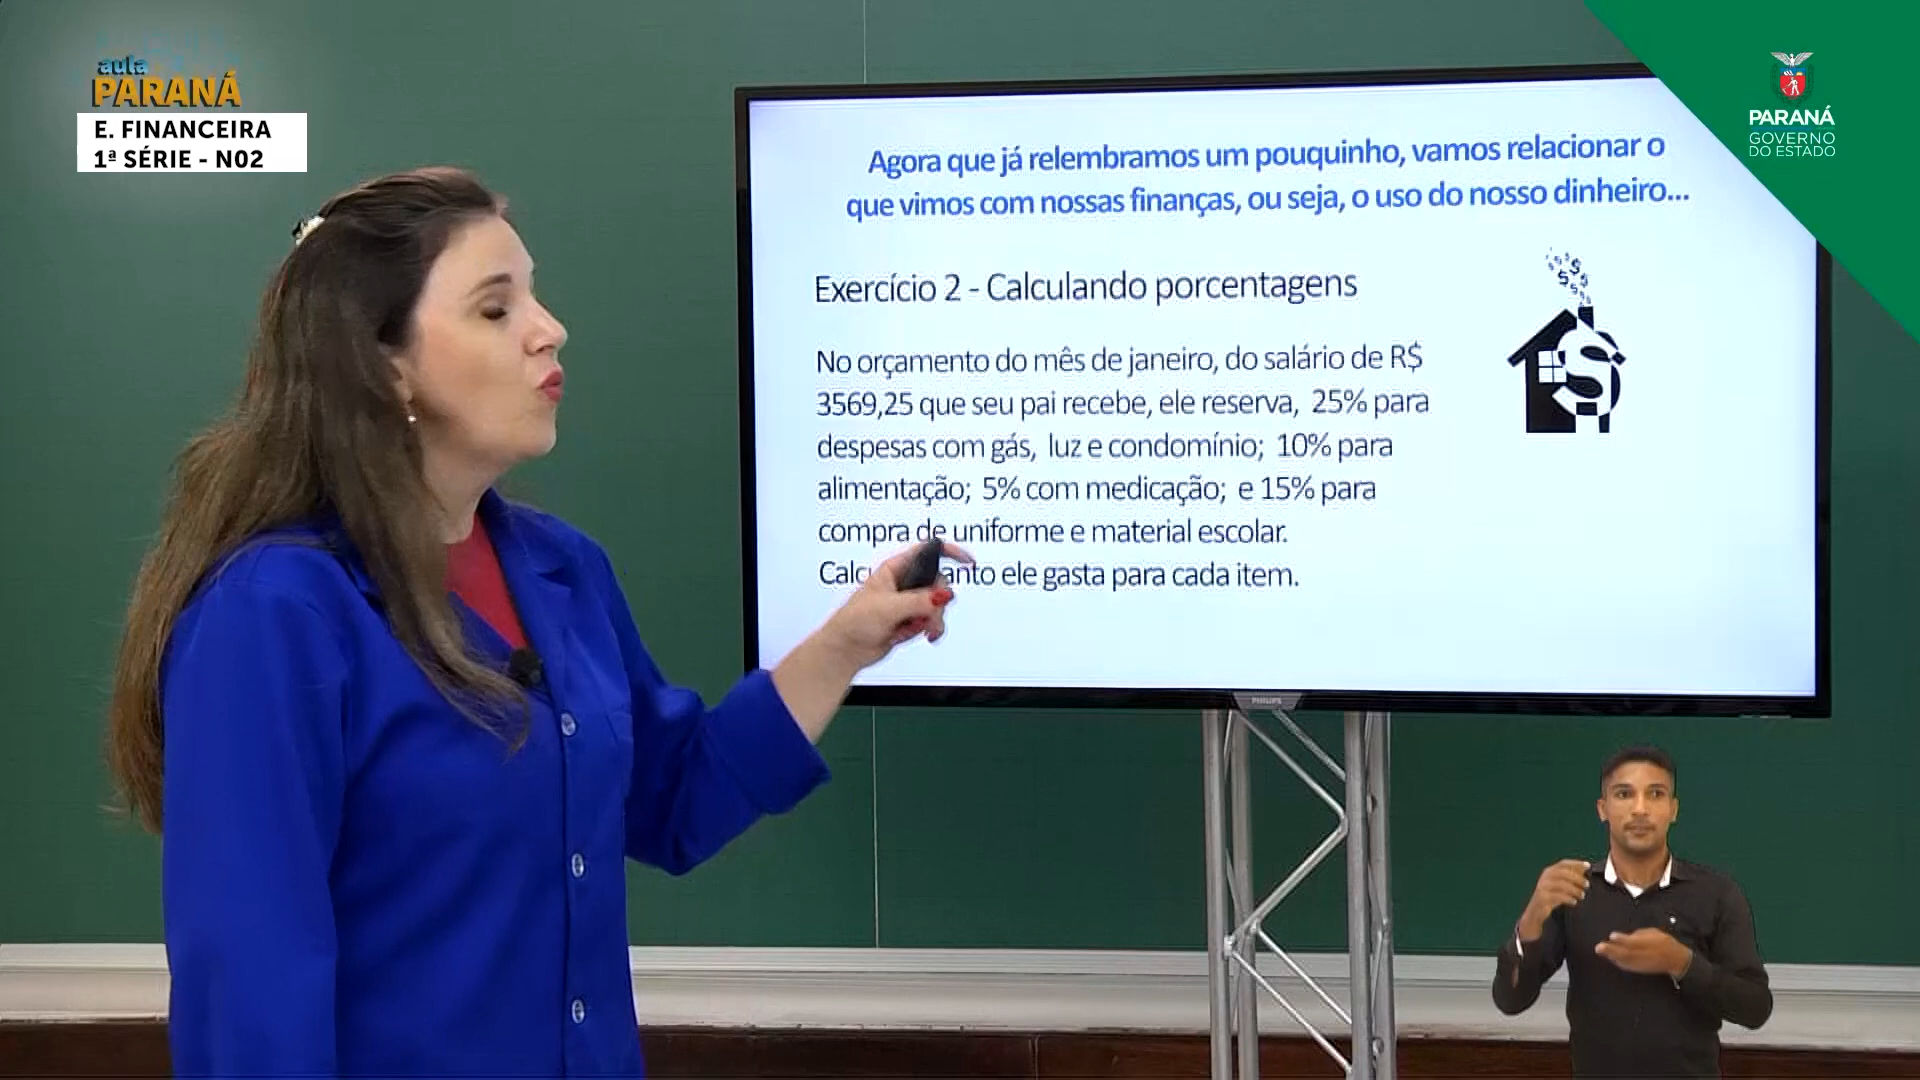 aula
PARANÁ
E. FINANCEIRA
1ª SÉRIE - N02
PARANÁ
GOVERNO
DO ESTADO
Agora que já relembramos um pouquinho, vamos relacionar o
que vimos com nossas finanças, ou seja, o uso do nosso dinheiro...
Exercício 2 - Calculando porcentagens
No orçamento do mês de janeiro, do salário de R$
3569,25 que seu pai recebe, ele reserva, 25% para
despesas com gás, luz e condomínio; 10% para
alimentação; 5% com medicação; e 15% para
compra de uniforme e material escolar.
ele gasta para cada item.
PHILIPS